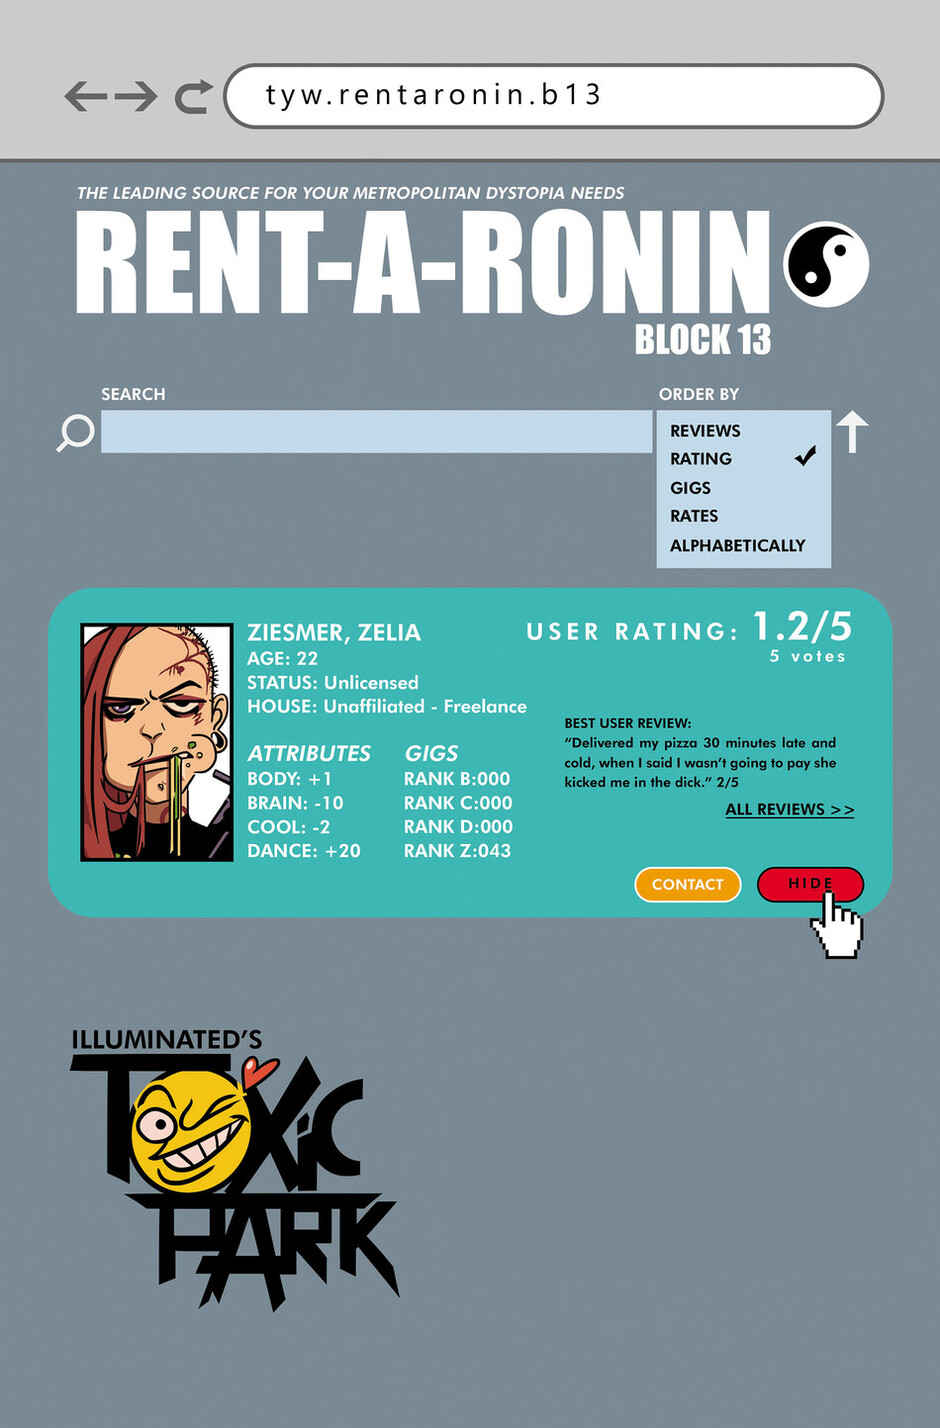 tyw.rentaronin.b13
THE LEADING SOURCE FOR YOUR METROPOLITAN DYSTOPIA NEEDS
RENT-A-RONIN
BLOCK 13
SEARCH
ORDER BY
REVIEWS
RATING
GIGS
RATES
ALPHABETICALLY
ZIESMER, ZELIA
AGE: 22
STATUS: Unlicensed
HOUSE: Unaffiliated - Freelance
USER RATING: 1.2/5
5 votes
ATTRIBUTES
BODY: +1
BRAIN: -10
COOL: -2
DANCE: +20
GIGS
RANK B:000
RANK C:000
RANK D:000
RANK Z:043
BEST USER REVIEW:
“Delivered my pizza 30 minutes late and
cold, when I said I wasn’t going to pay she
kicked me in the dick.” 2/5
ALL REVIEWS >>
CONTACT
HIDE
ILLUMINATED’S
TOXiC
PARK